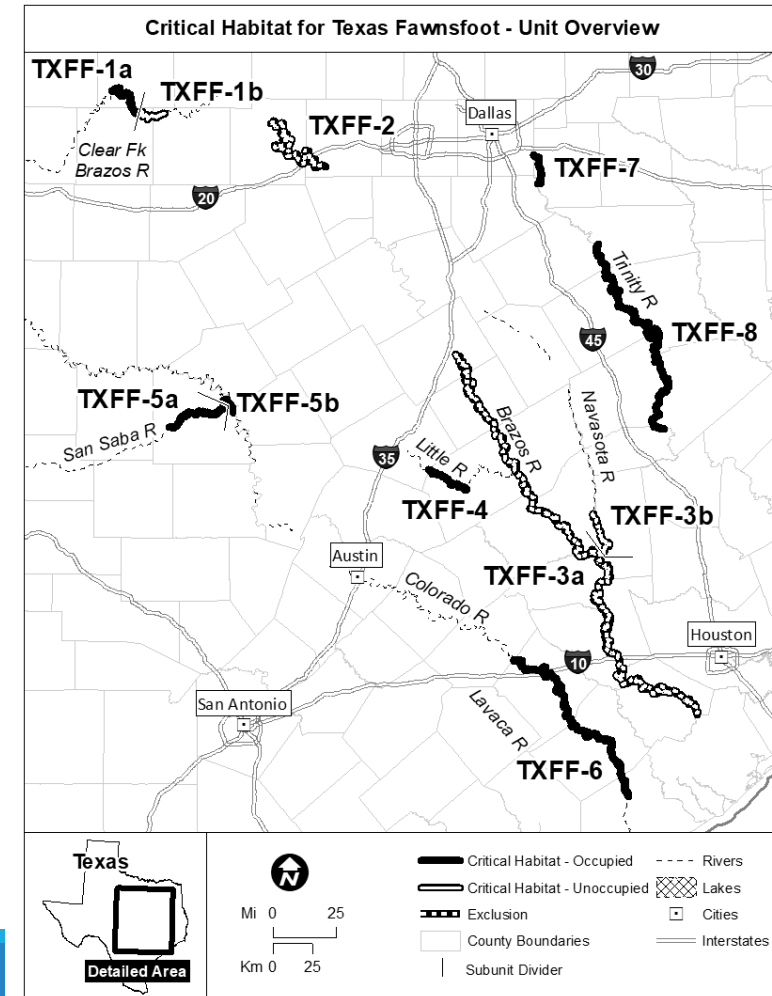 Critical Habitat for Texas Fawnsfoot - Unit Overview
30
TXFF-1a
TXFF-1b
Dallas
TXFF-2
Clear Fk
Brazos R
TXFF-7
20
Trinity R
TXFF-8
45
TXFF-5a
TXFF-5b
Navasota R
Brazos R
San Saba R
35
Little R
TXFF-4
TXFF-3b
Austin
TXFF-3a
Colorado R
Houston
10
San Antonio
Lavaca R
TXFF-6
Texas
Detailed Area
N
Mi 0 25
Km 0 25
Critical Habitat - Occupied
Critical Habitat - Unoccupied
Exclusion
County Boundaries
Subunit Divider
Rivers
Lakes
Cities
Interstates